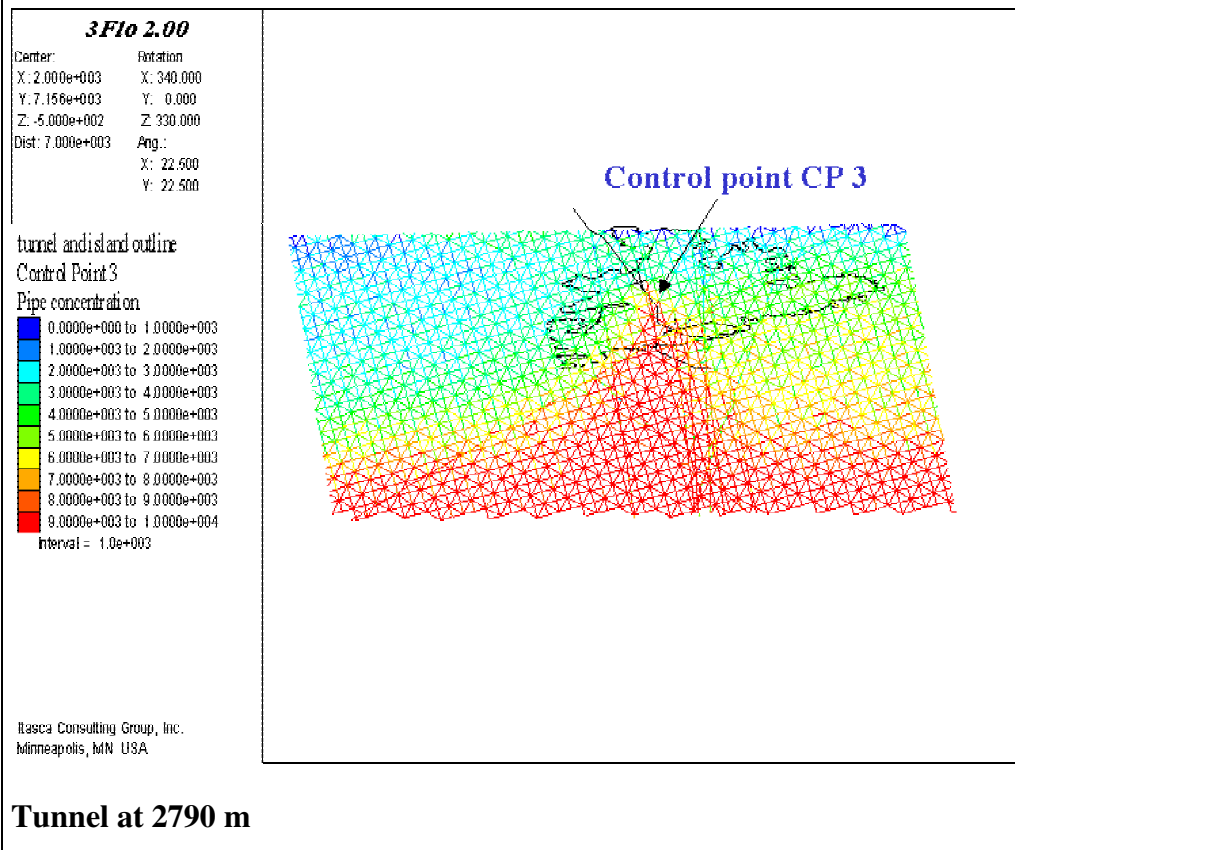 3Flo 2.00
Center: Rotation
X: 2.000e+003 X: 340.000
Y: 7.156e+003 Y: 0.000
Z: -5.000e+002 Z: 330.000
Dist: 7.000e+003 Ang.:
X: 22.500
Y: 22.500
Control point CP 3
tunnel and island outline
Control Point 3
Pipe concentration
0.0000e+000 to 1.0000e+003
1.0000e+003 to 2.0000e+003
2.0000e+003 to 3.0000e+003
3.0000e+003 to 4.0000e+003
4.0000e+003 to 5.0000e+003
5.0000e+003 to 6.0000e+003
6.0000e+003 to 7.0000e+003
7.0000e+003 to 8.0000e+003
8.0000e+003 to 9.0000e+003
9.0000e+003 to 1.0000e+004
Interval = 1.0e+003
Itasca Consulting Group, Inc.
Minneapolis, MN USA
Tunnel at 2790 m